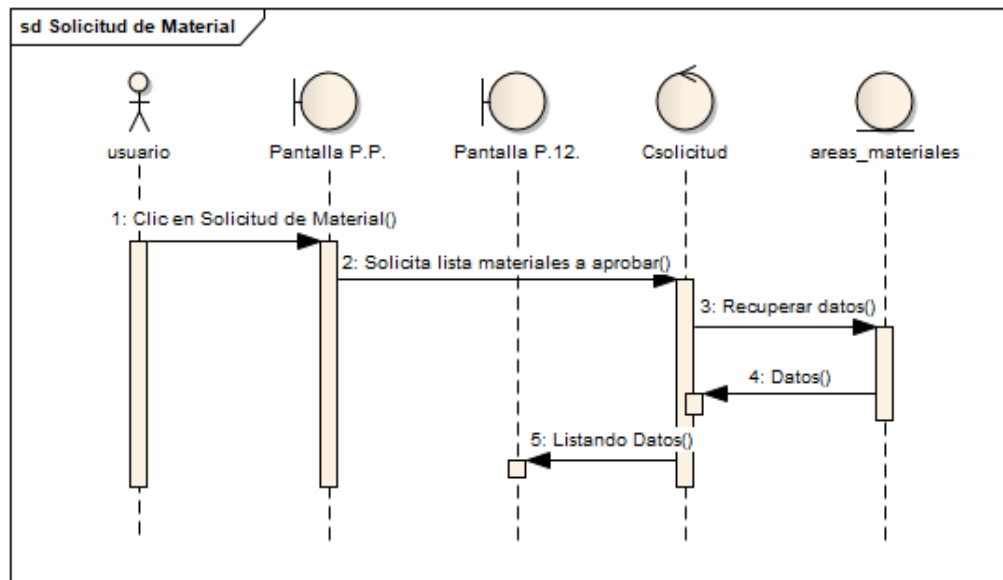 sd Solicitud de Material
usuario
Pantalla P.P.
Pantalla P.12.
Csolicitud
areas_materiales
1: Clic en Solicitud de Material()
2: Solicita lista materiales a aprobar()
3: Recuperar datos()
4: Datos()
5: Listando Datos()